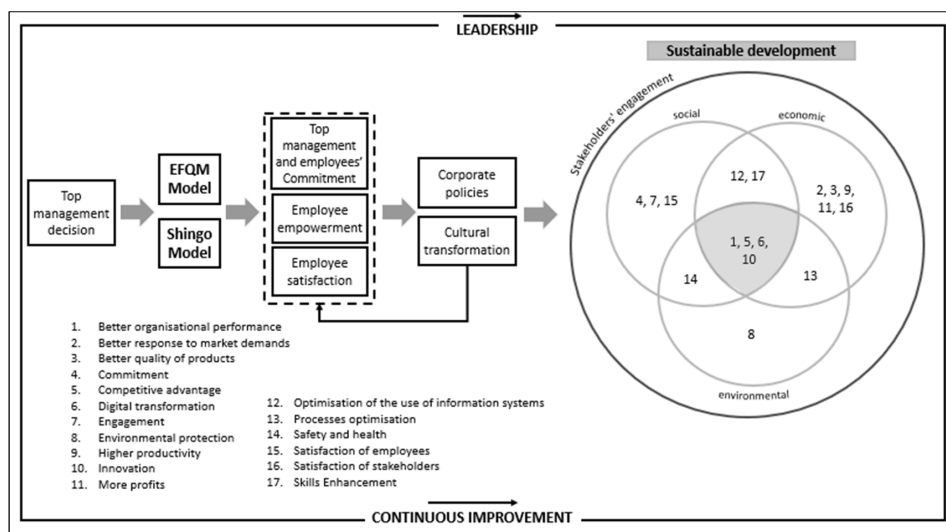 LEADERSHIP
Sustainable development
Stakeholders' engagement
social
economic
Top
management
and employees'
Commitment
EFQM
Model
Corporate
policies
12, 17
2, 3, 9,
11, 16
4, 7, 15
Top
management
decision
Employee
empowerment
Shingo
Model
Cultural
transformation
1, 5, 6,
10
Employee
satisfaction
14
13
8
environmental
1. Better organisational performance
2. Better response to market demands
3. Better quality of products
4. Commitment
5. Competitive advantage
6. Digital transformation
7. Engagement
8. Environmental protection
9. Higher productivity
10. Innovation
11. More profits
12. Optimisation of the use of information systems
13. Processes optimisation
14. Safety and health
15. Satisfaction of employees
16. Satisfaction of stakeholders
17. Skills Enhancement
CONTINUOUS IMPROVEMENT